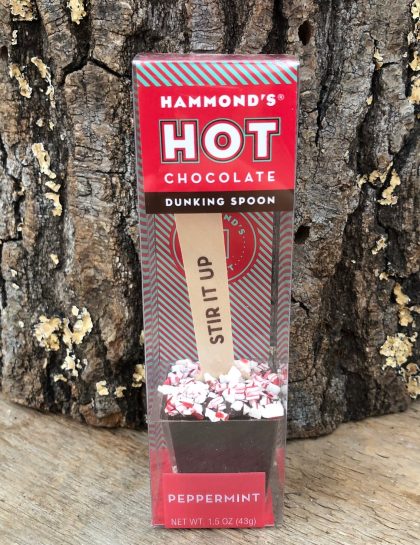 HAMMOND'S®
HOT
CHOCOLATE
DUNKING SPOON
STIR IT UP
PEPPERMINT
NET WT. 1.5 OZ (43g)